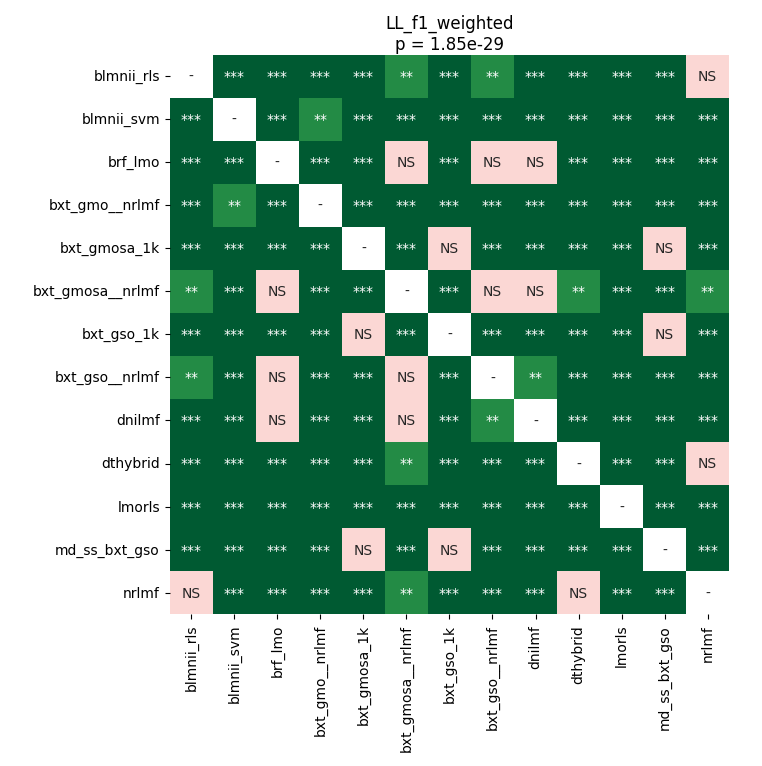 LL_f1_weighted
p = 1.85e-29
blmnii_rls - *** *** *** *** ** *** ** *** *** *** *** NS
blmnii_svm *** - *** ** *** *** *** *** *** *** *** *** ***
brf_lmo *** *** - *** *** NS *** NS NS *** *** *** ***
bxt_gmo__nrlmf *** ** *** - *** *** *** *** *** *** *** *** ***
bxt_gmosa_1k *** *** *** *** - *** NS *** *** *** *** NS ***
bxt_gmosa__nrlmf ** *** NS *** *** - *** NS NS ** *** *** **
bxt_gso_1k *** *** *** *** NS *** - *** *** *** *** NS ***
bxt_gso__nrlmf ** *** NS *** *** NS *** - ** *** *** *** ***
dnilmf *** *** NS *** *** NS *** ** - *** *** *** ***
dthybrid *** *** *** *** *** ** *** *** *** - *** *** NS
lmorls *** *** *** *** *** *** *** *** *** *** - *** ***
md_ss_bxt_gso *** *** *** *** NS *** NS *** *** *** *** - ***
nrlmf NS *** *** *** *** ** *** *** *** NS *** *** -
blmnii_rls
blmnii_svm
brf_lmo
bxt_gmo__nrlmf
bxt_gmosa_1k
bxt_gmosa__nrlmf
bxt_gso_1k
bxt_gso__nrlmf
dnilmf
dthybrid
lmorls
md_ss_bxt_gso
nrlmf